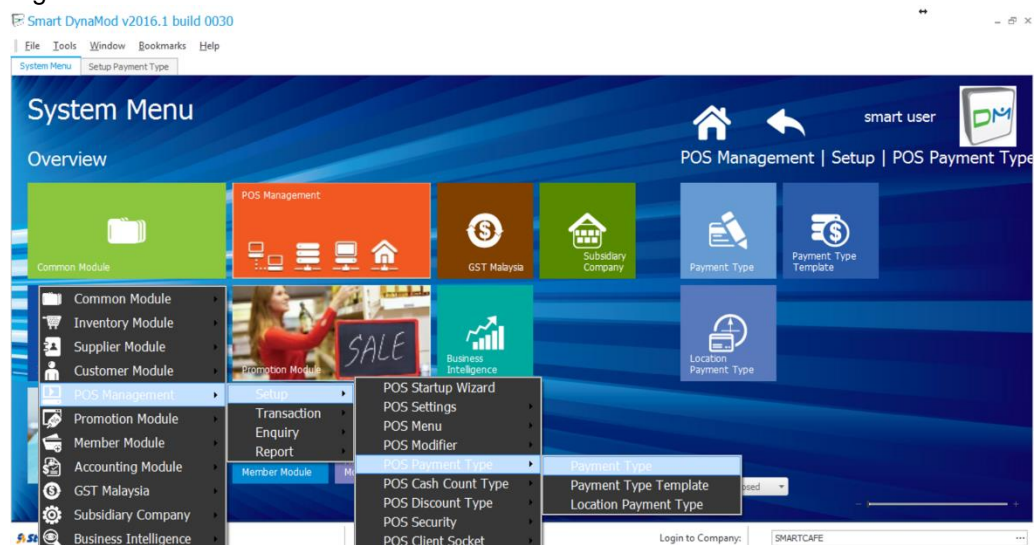 Smart DynaMod v2016.1 build 0030
File Tools Window Bookmarks Help
System Menu Setup Payment Type
System Menu
smart user
DM
Overview
POS Management | Setup | POS Payment Type
POS Management
Common Module
GST Malaysia
Subsidiary
Company
Payment Type
Payment Type
Template
SALE
Promotion Module
Business
Intelligence
Location
Payment Type
Common Module
Inventory Module
Supplier Module
Customer Module
POS Management
Promotion Module
Member Module
Accounting Module
GST Malaysia
Subsidiary Company
Business Intelligence
Setup
Transaction
Enquiry
Report
Member Module
POS Startup Wizard
POS Settings
POS Menu
POS Modifier
POS Payment Type
POS Cash Count Type
POS Discount Type
POS Security
POS Client Socket
Payment Type
Payment Type Template
Location Payment Type
Login to Company: SMARTCAFE